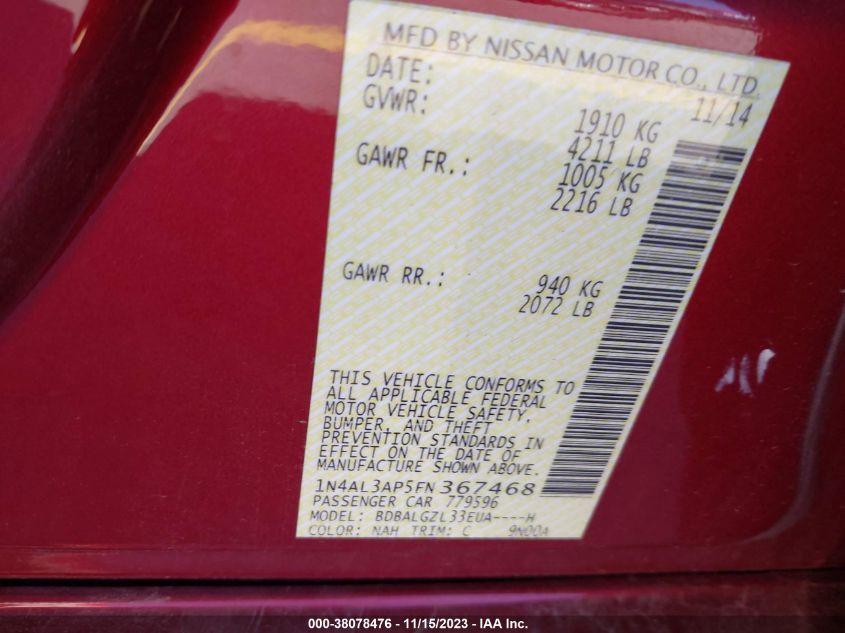 MFD BY NISSAN MOTOR CO., LTD.
DATE: 11/14
GVWR: 1910 KG
4211 LB
GAWR FR.: 1005 KG
2216 LB
GAWR RR.: 940 KG
2072 LB
THIS VEHICLE CONFORMS TO
ALL APPLICABLE FEDERAL
MOTOR VEHICLE SAFETY,
BUMPER, AND THEFT
PREVENTION STANDARDS IN
EFFECT ON THE DATE OF
MANUFACTURE SHOWN ABOVE.
1N4AL3AP5FN367468
PASSENGER CAR 779596
MODEL: BDBALGZL33EUA----H
COLOR: NAH TRIM: C 9N00A
000-38078476 - 11/15/2023 - IAA Inc.